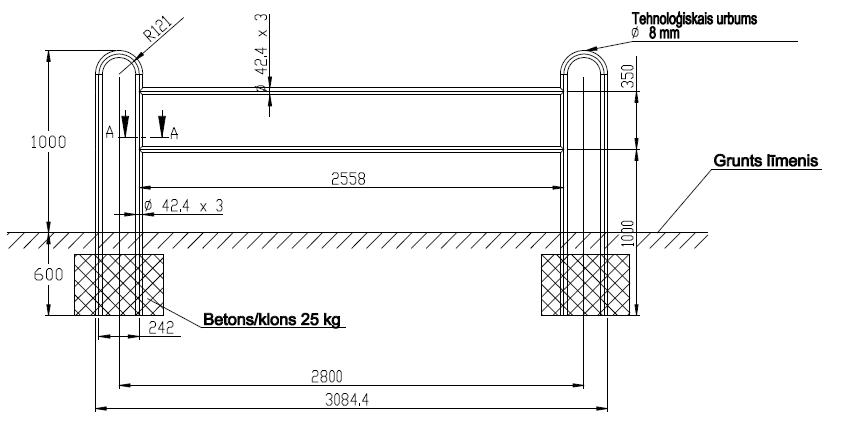 R121
Ø 42.4 x 3
Tehnoloģiskais urbums
Ø 8 mm
350
A
A
1000
2558
Grunts līmenis
Ø 42.4 x 3
1000
600
Betons/klons 25 kg
242
2800
3084.4